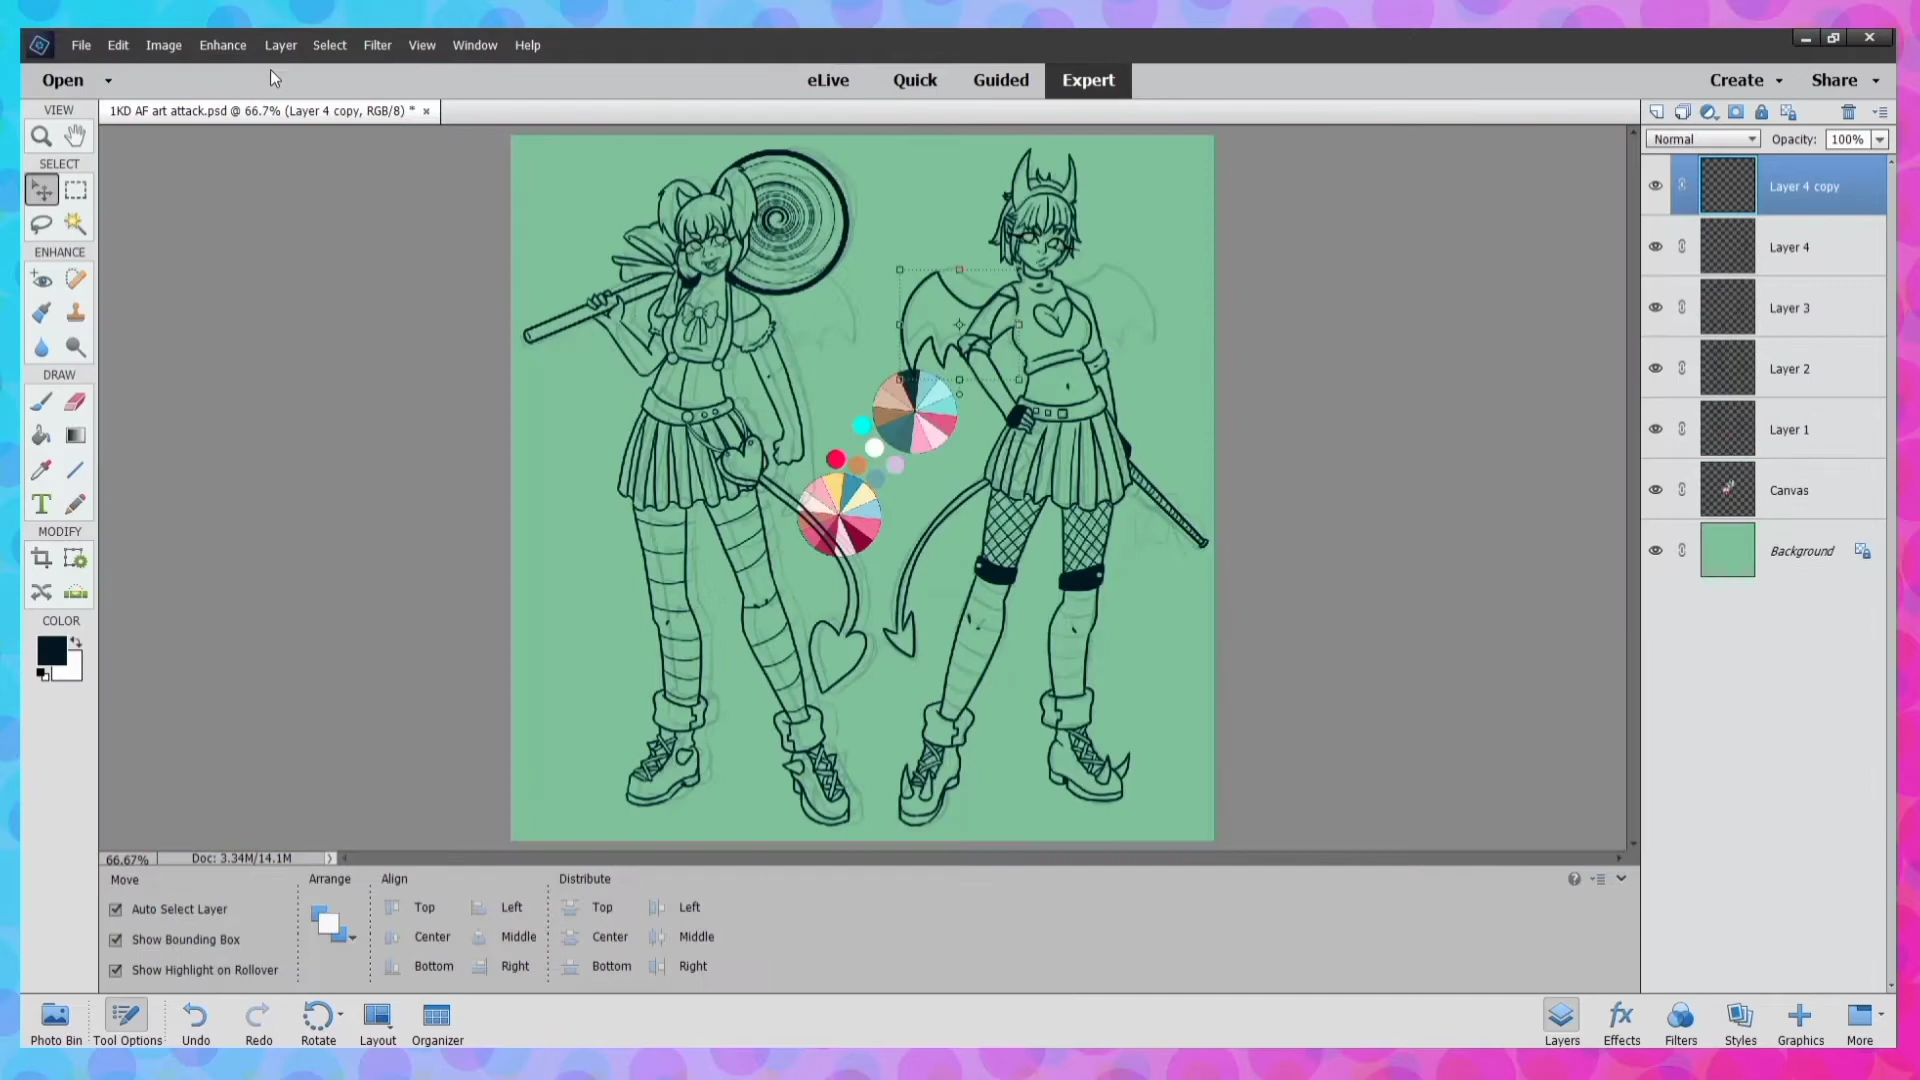 File Edit Image Enhance Layer Select Filter View Window Help
Open eLive Quick Guided Expert Create Share
VIEW
1KD AF art attack.psd @ 66.7% (Layer 4 copy, RGB/8) *
SELECT
ENHANCE
DRAW
MODIFY
COLOR
Normal Opacity: 100%
Layer 4 copy
Layer 4
Layer 3
Layer 2
Layer 1
Canvas
Background
66.67% Doc: 3.34M/14.1M
Move Arrange Align Distribute
Auto Select Layer Top Left Top Left
Show Bounding Box Center Middle Center Middle
Show Highlight on Rollover Bottom Right Bottom Right
Photo Bin Tool Options Undo Redo Rotate Layout Organizer Layers Effects Filters Styles Graphics More